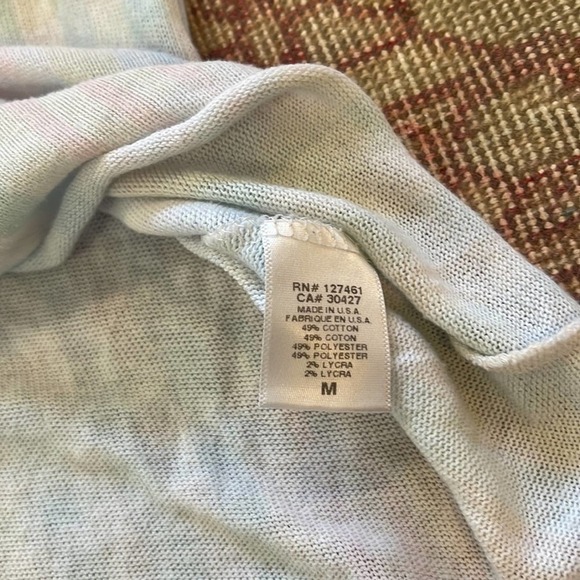 RN# 127461
CA# 30427
MADE IN U.S.A.
FABRIQUE EN U.S.A.
49% COTTON
49% COTON
49% POLYESTER
49% POLYESTER
2% LYCRA
2% LYCRA
M